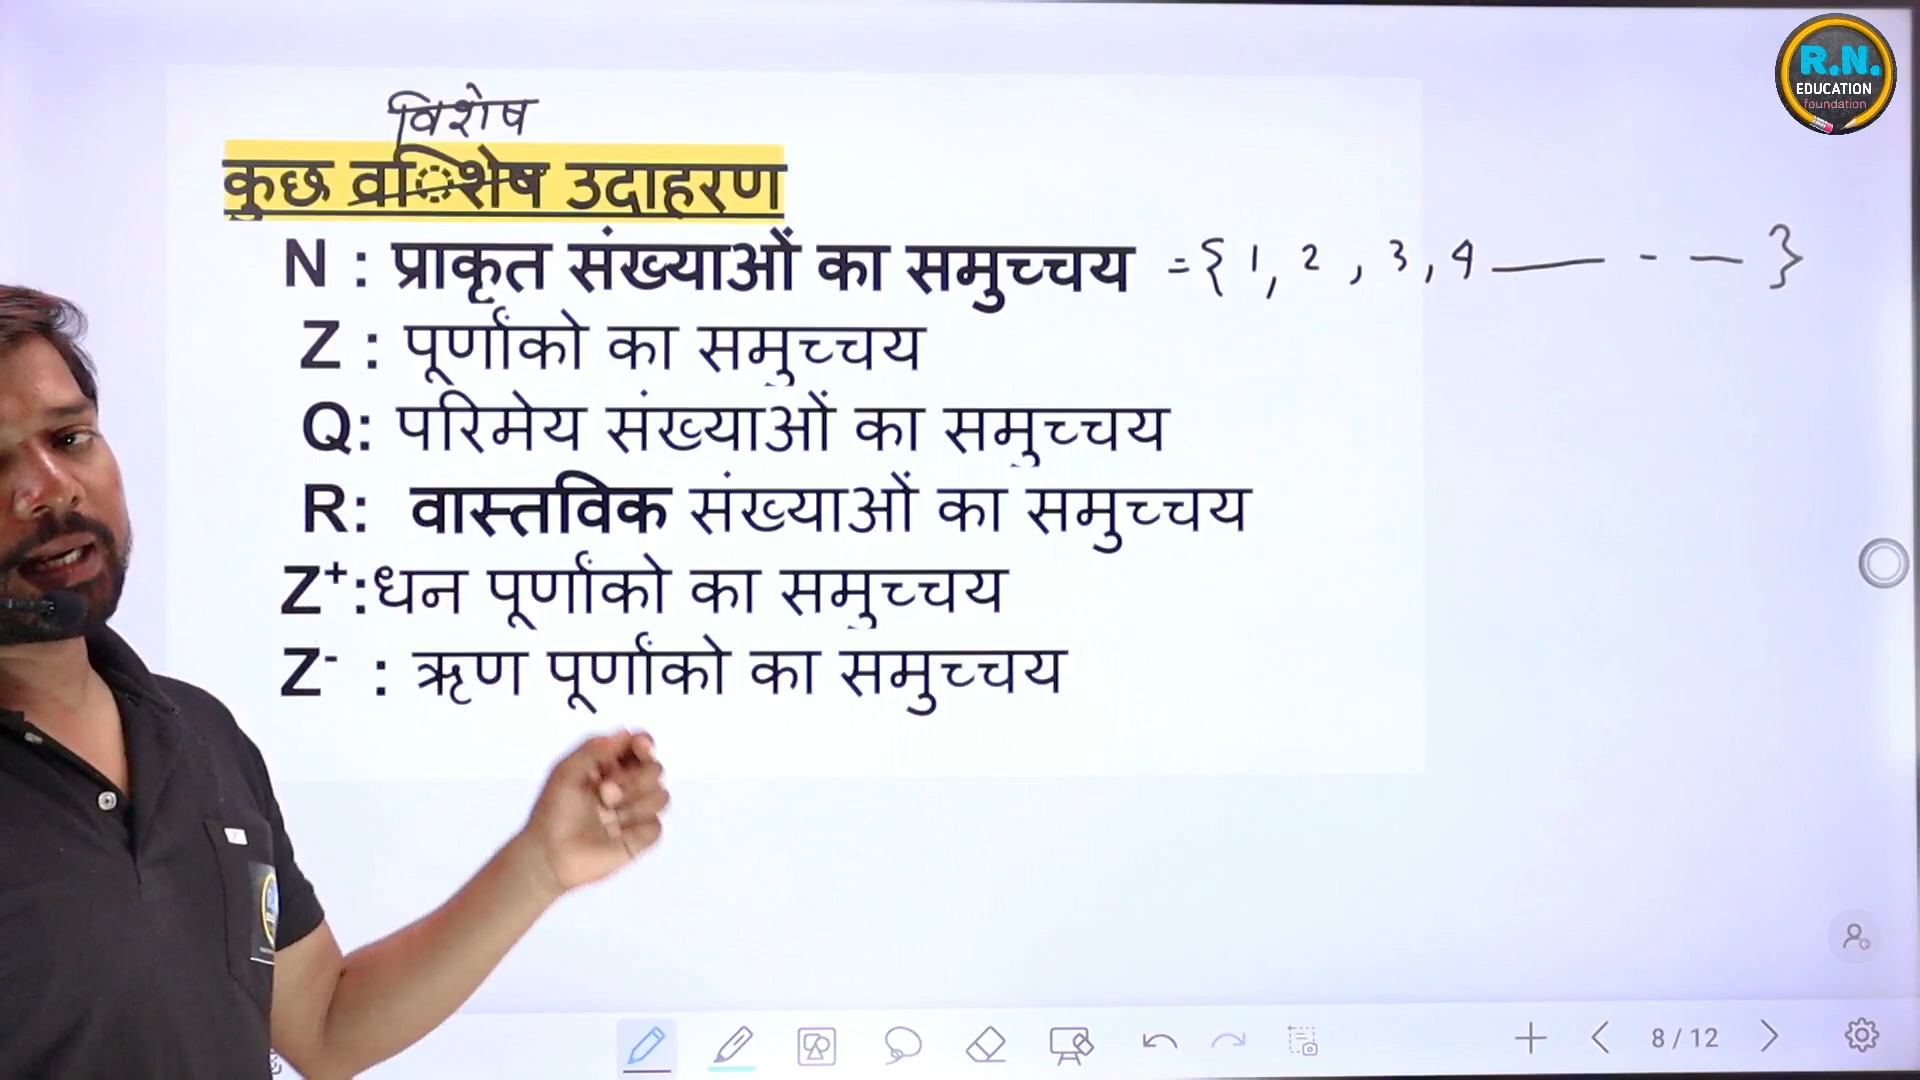 R.N.
EDUCATION
foundation
विशेष
कुछ व्रिशेष उदाहरण
N : प्राकृत संख्याओं का समुच्चय = { 1, 2 , 3 , 4 ——— - — }
Z : पूर्णांको का समुच्चय
Q: परिमेय संख्याओं का समुच्चय
R: वास्तविक संख्याओं का समुच्चय
Z⁺:धन पूर्णांको का समुच्चय
Z⁻ : ऋण पूर्णांको का समुच्चय
8 / 12